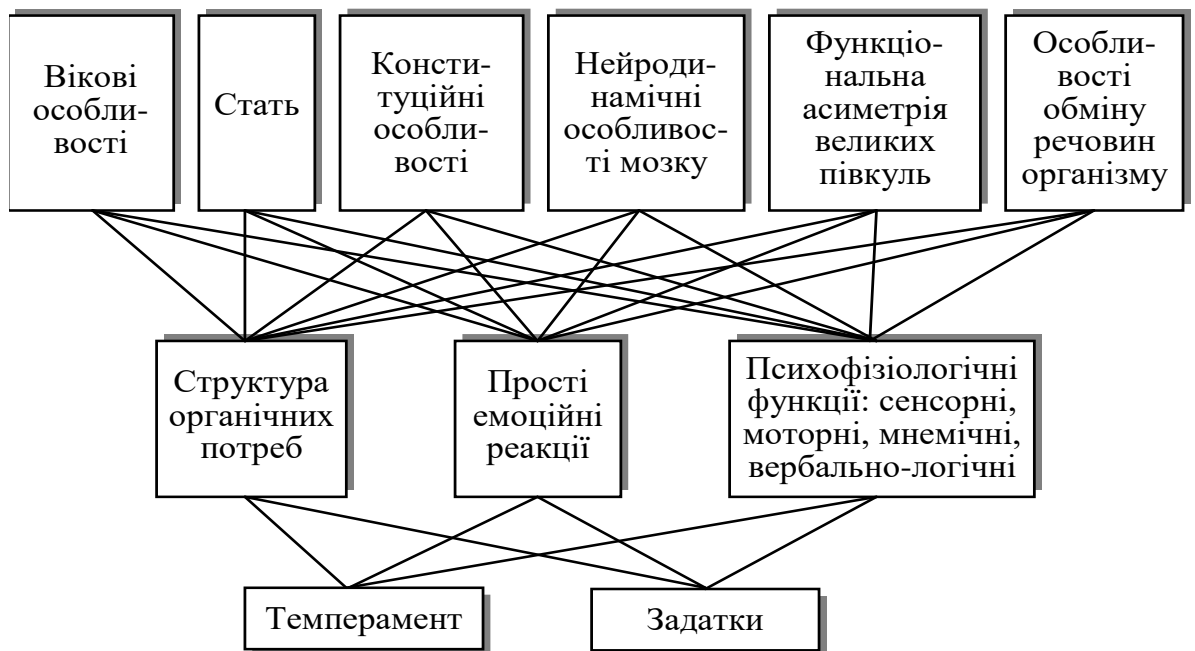 Вікові
особли-
вості
Стать
Консти-
туційні
особли-
вості
Нейроди-
намічні
особливос-
ті мозку
Функціо-
нальна
асиметрія
великих
півкуль
Особли-
вості
обміну
речовин
організму
Структура
органічних
потреб
Прості
емоційні
реакції
Психофізіологічні
функції: сенсорні,
моторні, мнемічні,
вербально-логічні
Темперамент
Задатки